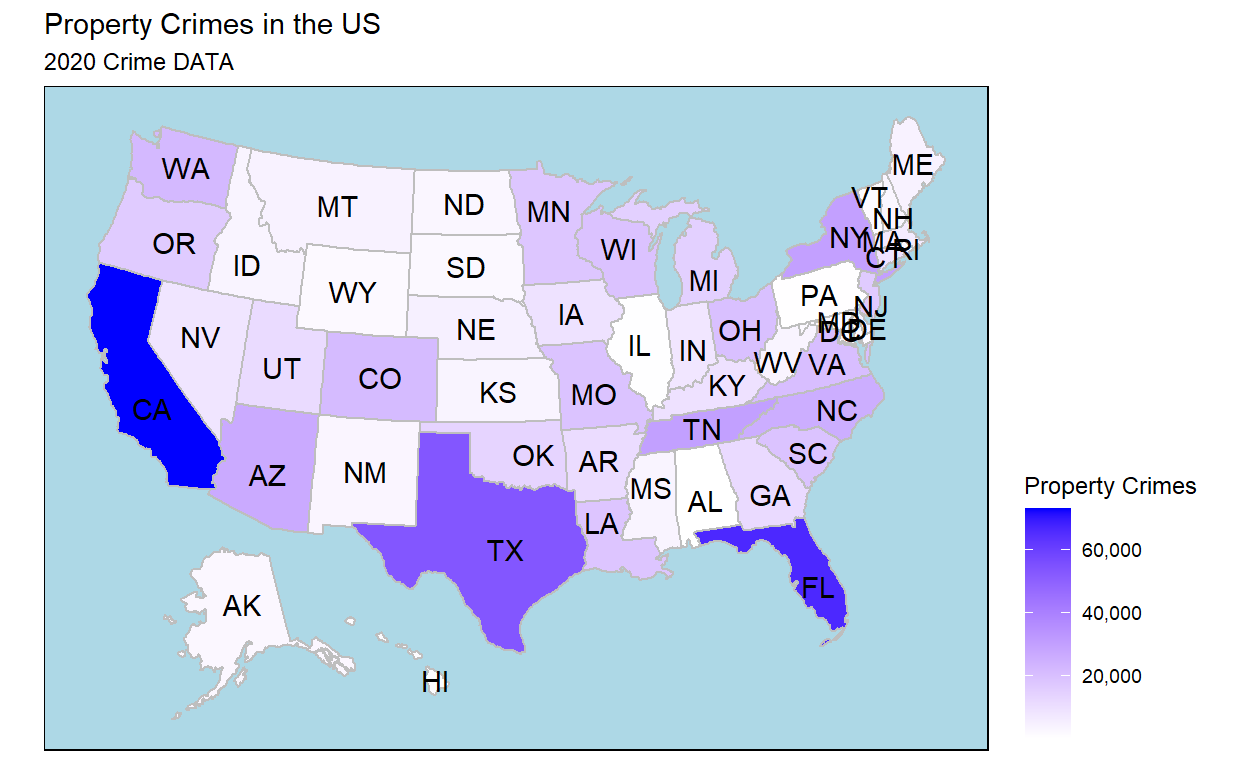 Property Crimes in the US
2020 Crime DATA
ME
WA
VT
MT
ND
MN
NH
NY
MA
RI
OR
WI
CT
ID
SD
MI
WY
PA
NJ
IA
NE
OH
DE
NV
IL
IN
DC
UT
WV
VA
CO
KY
KS
MO
CA
NC
TN
SC
OK
AR
AZ
NM
MS
GA
AL
LA
TX
FL
AK
HI
Property Crimes
60,000
40,000
20,000